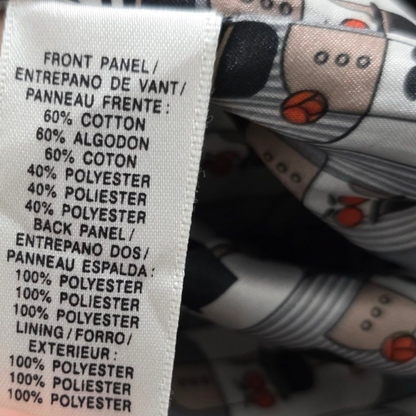 FRONT PANEL/
ENTREPANO DE VANT/
PANNEAU FRENTE:
60% COTTON
60% ALGODON
60% COTON
40% POLYESTER
40% POLIESTER
40% POLYESTER
BACK PANEL/
ENTREPANO DOS/
PANNEAU ESPALDA:
100% POLYESTER
100% POLIESTER
100% POLYESTER
LINING/FORRO/
EXTERIEUR:
100% POLYESTER
100% POLIESTER
100% POLYESTER